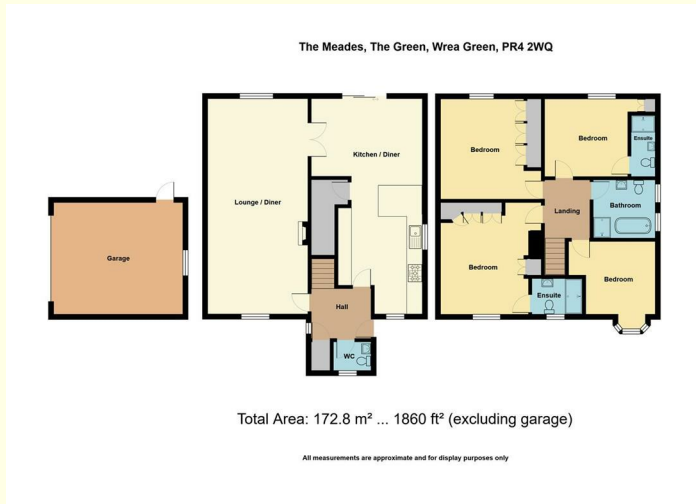 The Meades, The Green, Wrea Green, PR4 2WQ
Garage
Lounge / Diner
Kitchen / Diner
Hall
WC
Bedroom
Bedroom
Ensuite
Landing
Bathroom
Bedroom
Ensuite
Bedroom
Total Area: 172.8 m² ... 1860 ft² (excluding garage)
All measurements are approximate and for display purposes only